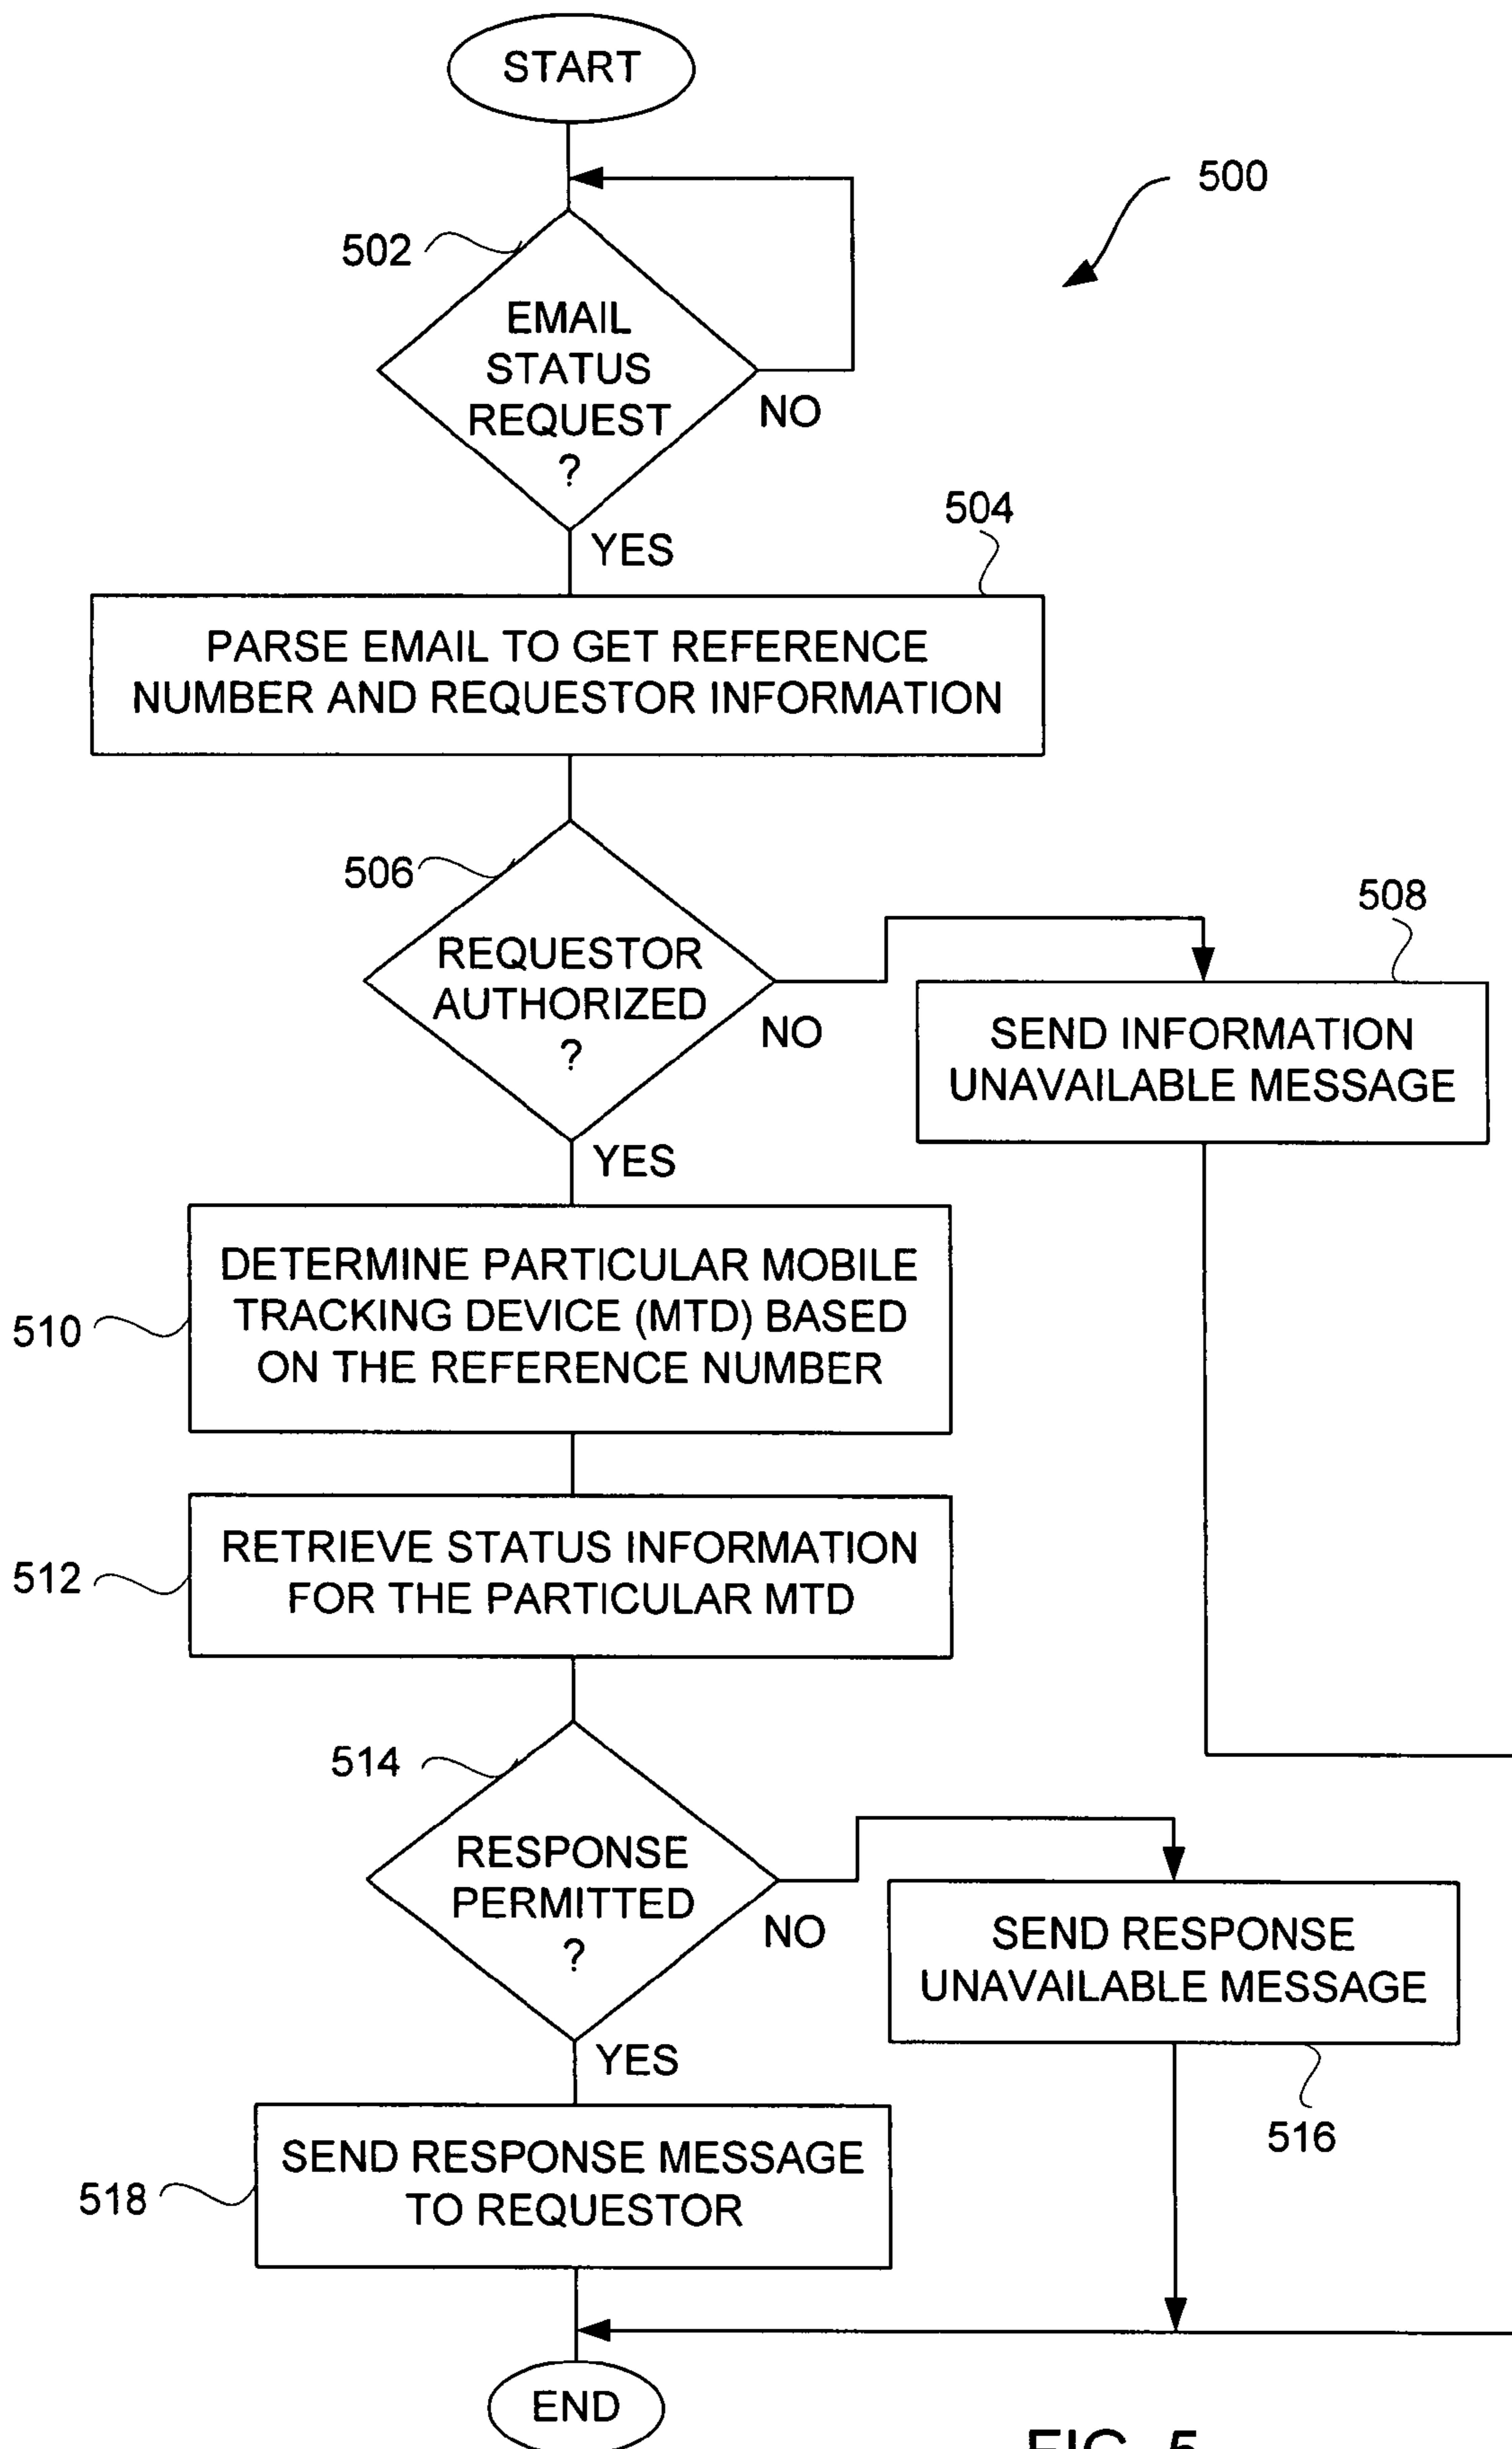 START
500
502
EMAIL
STATUS
REQUEST
?
NO
YES
504
PARSE EMAIL TO GET REFERENCE
NUMBER AND REQUESTOR INFORMATION
506
REQUESTOR
AUTHORIZED
?
NO
YES
508
SEND INFORMATION
UNAVAILABLE MESSAGE
510
DETERMINE PARTICULAR MOBILE
TRACKING DEVICE (MTD) BASED
ON THE REFERENCE NUMBER
512
RETRIEVE STATUS INFORMATION
FOR THE PARTICULAR MTD
514
RESPONSE
PERMITTED
?
NO
YES
SEND RESPONSE
UNAVAILABLE MESSAGE
516
518
SEND RESPONSE MESSAGE
TO REQUESTOR
END
FIG. 5